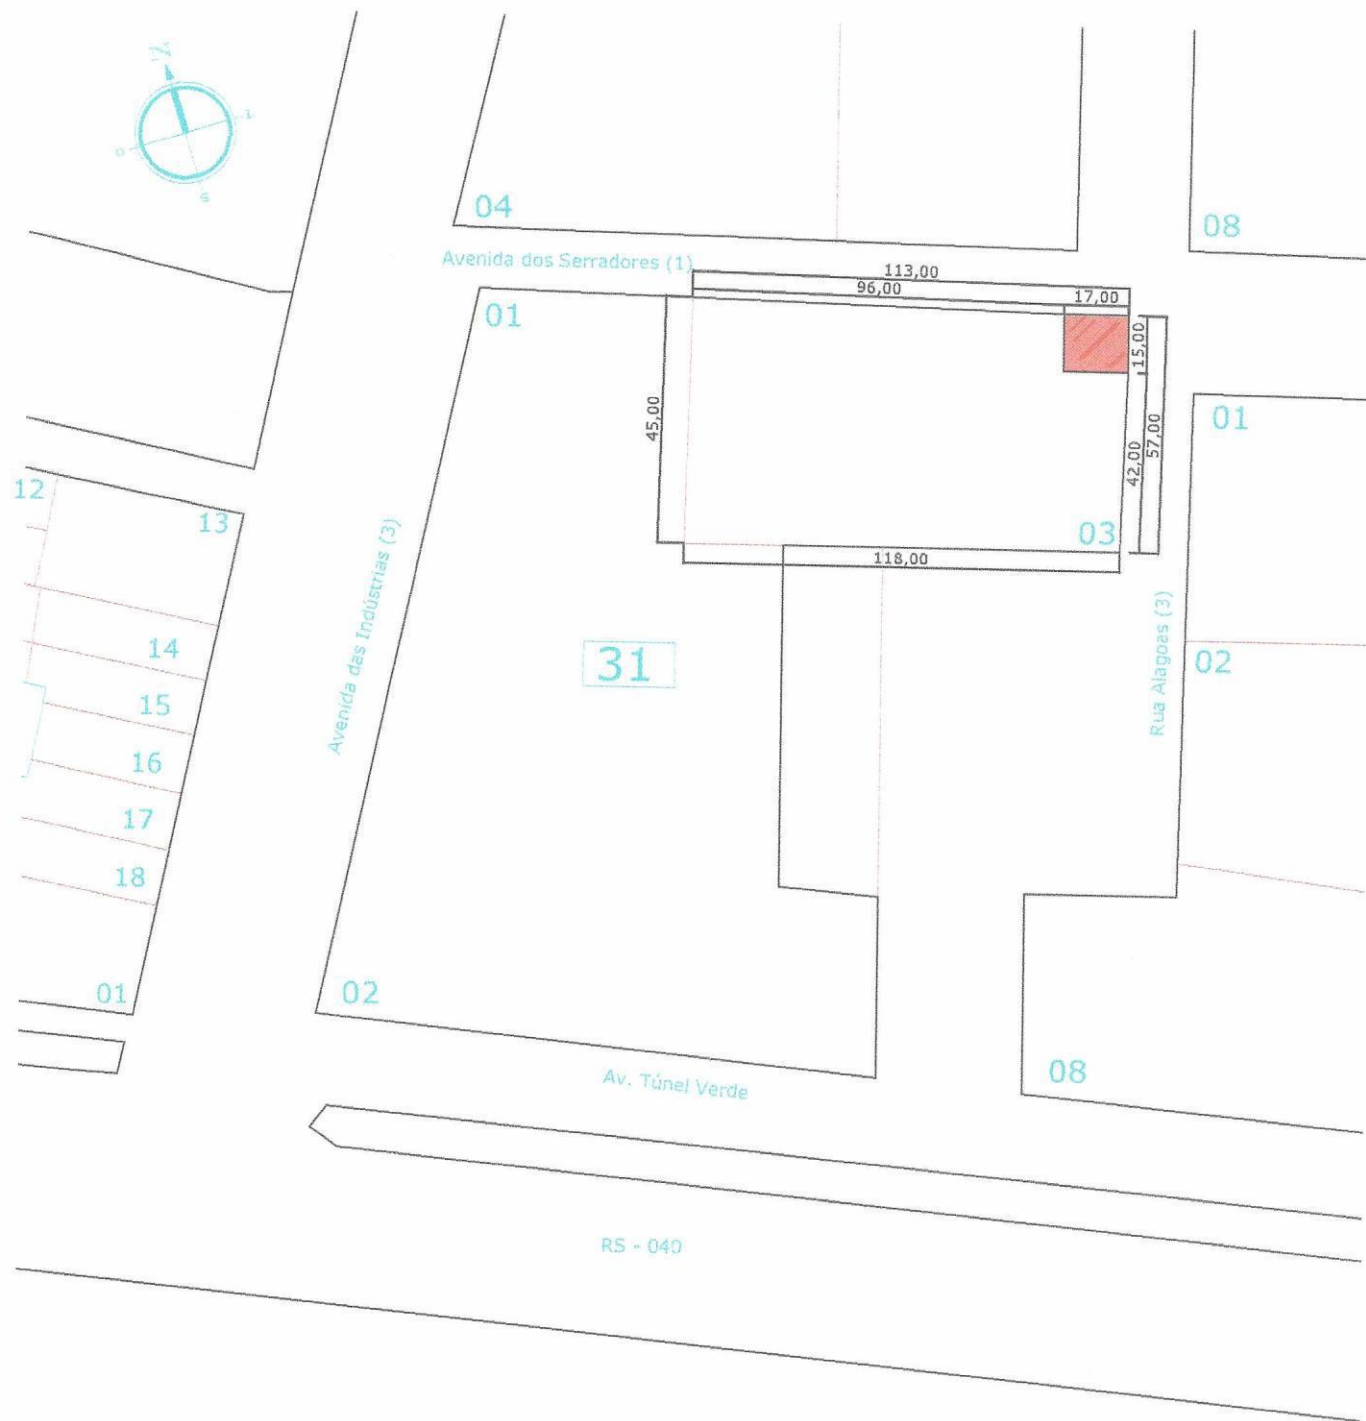 N
L
O
S
04
08
Avenida dos Serradores (1)
113,00
96,00
17,00
01
15,00
45,00
57,00
01
42,00
12
13
03
118,00
Avenida das Indústrias (3)
14
31
Rua Alagoas (3)
02
15
16
17
18
01
02
08
Av. Túnel Verde
RS - 040